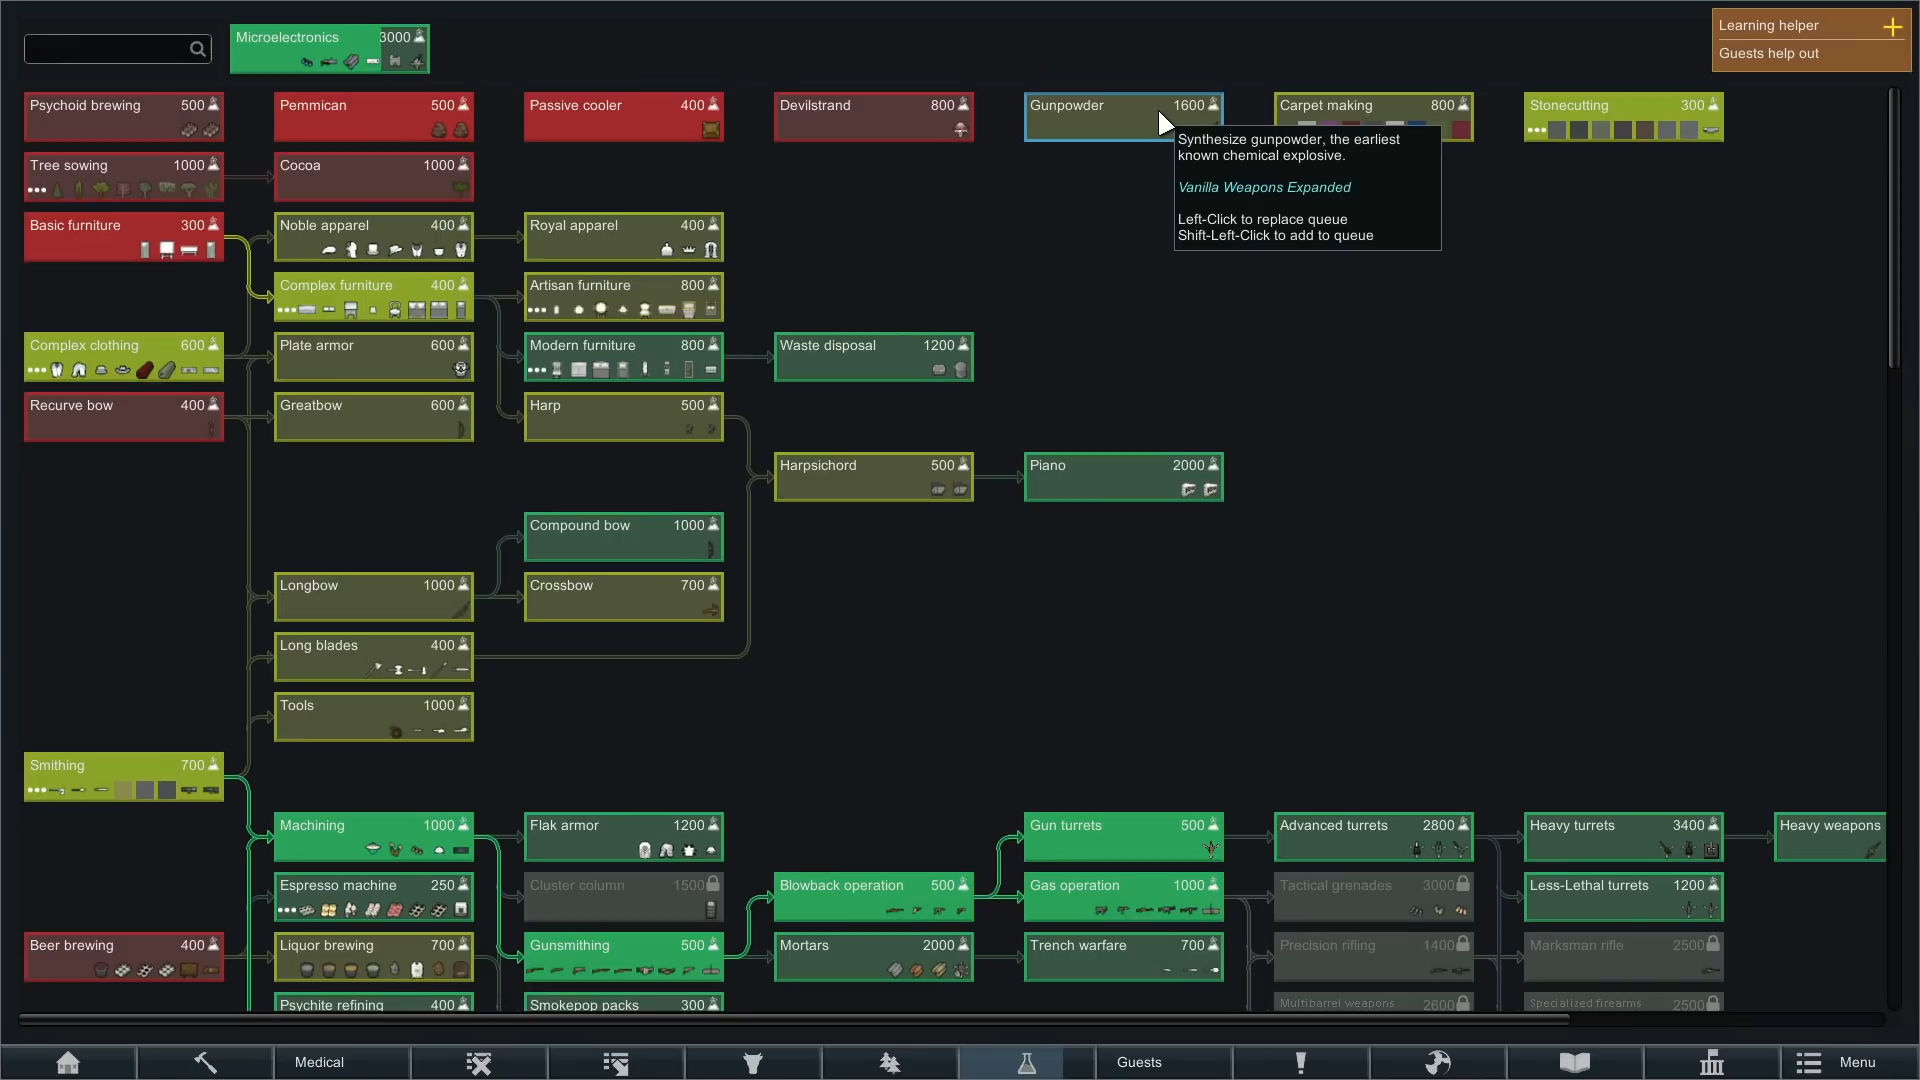 Microelectronics 3000
Learning helper
Guests help out
Psychoid brewing 500
Pemmican 500
Passive cooler 400
Devilstrand 800
Gunpowder 1600
Carpet making 800
Stonecutting 300
Synthesize gunpowder, the earliest
known chemical explosive.
Vanilla Weapons Expanded
Left-Click to replace queue
Shift-Left-Click to add to queue
Tree sowing 1000
Cocoa 1000
Basic furniture 300
Noble apparel 400
Royal apparel 400
Complex furniture 400
Artisan furniture 800
Complex clothing 600
Plate armor 600
Modern furniture 800
Waste disposal 1200
Recurve bow 400
Greatbow 600
Harp 500
Harpsichord 500
Piano 2000
Compound bow 1000
Longbow 1000
Crossbow 700
Long blades 400
Tools 1000
Smithing 700
Machining 1000
Flak armor 1200
Gun turrets 500
Advanced turrets 2800
Heavy turrets 3400
Heavy weapons
Espresso machine 250
Cluster column 1500
Blowback operation 500
Gas operation 1000
Tactical grenades 3000
Less-Lethal turrets 1200
Beer brewing 400
Liquor brewing 700
Gunsmithing 500
Mortars 2000
Trench warfare 700
Precision rifling 1400
Marksman rifle 2500
Psychite refining 400
Smokepop packs 300
Multibarrel weapons 2600
Specialized firearms 2500
Medical
Guests
Menu